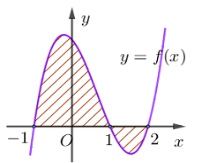 y
y = f(x)
−1 O 1 2 x